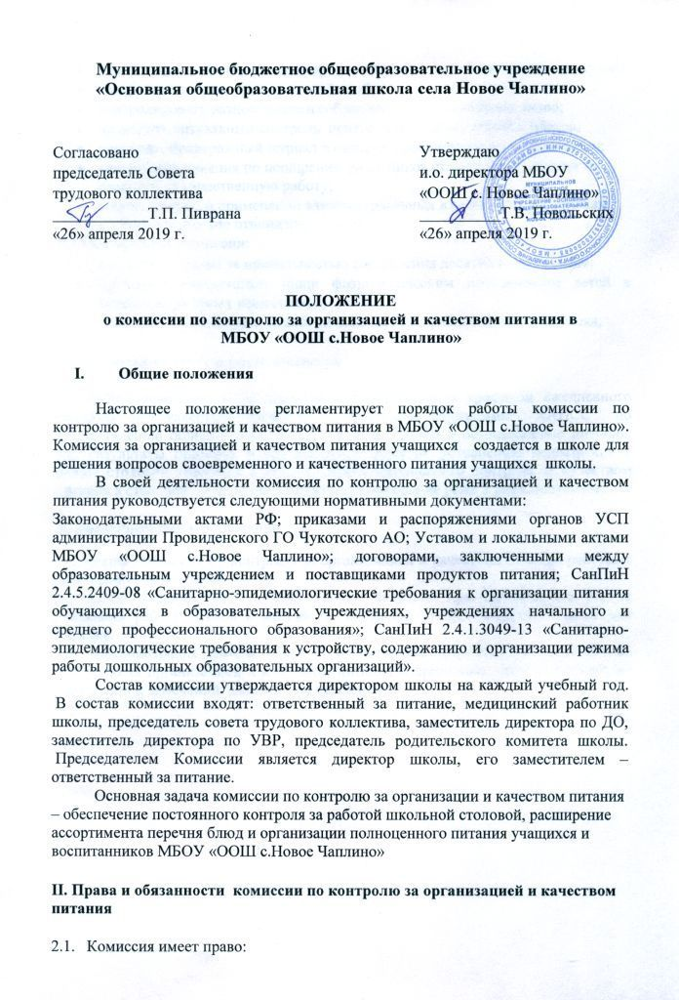 Муниципальное бюджетное общеобразовательное учреждение
«Основная общеобразовательная школа села Новое Чаплино»
Согласовано
председатель Совета
трудового коллектива
____________Т.П. Пиврана
«26» апреля 2019 г.
Утверждаю
и.о. директора МБОУ
«ООШ с.Новое Чаплино»
__________Т.В. Новольских
«26» апреля 2019 г.
ПОЛОЖЕНИЕ
о комиссии по контролю за организацией и качеством питания в
МБОУ «ООШ с.Новое Чаплино»
I. Общие положения
Настоящее положение регламентирует порядок работы комиссии по
контролю за организацией и качеством питания в МБОУ «ООШ с.Новое Чаплино».
Комиссия за организацией и качеством питания учащихся создается в школе для
решения вопросов своевременного и качественного питания учащихся школы.
В своей деятельности комиссия по контролю за организацией и качеством
питания руководствуется следующими нормативными документами:
Законодательными актами РФ; приказами и распоряжениями органов УСП
администрации Провиденского ГО Чукотского АО; Уставом и локальными актами
МБОУ «ООШ с.Новое Чаплино»; договорами, заключенными между
образовательным учреждением и поставщиками продуктов питания; СанПиН
2.4.5.2409-08 «Санитарно-эпидемиологические требования к организации питания
обучающихся в образовательных учреждениях, учреждениях начального и
среднего профессионального образования»; СанПиН 2.4.1.3049-13 «Санитарно-
эпидемиологические требования к устройству, содержанию и организации режима
работы дошкольных образовательных организаций».
Состав комиссии утверждается директором школы на каждый учебный год.
В состав комиссии входят: ответственный за питание, медицинский работник
школы, председатель совета трудового коллектива, заместитель директора по ДО,
заместитель директора по УВР, председатель родительского комитета школы.
Председателем Комиссии является директор школы, его заместителем –
ответственный за питание.
Основная задача комиссии по контролю за организации и качеством питания
– обеспечение постоянного контроля за работой школьной столовой, расширение
ассортимента перечня блюд и организации полноценного питания учащихся и
воспитанников МБОУ «ООШ с.Новое Чаплино»
II. Права и обязанности комиссии по контролю за организацией и качеством
питания
2.1. Комиссия имеет право: